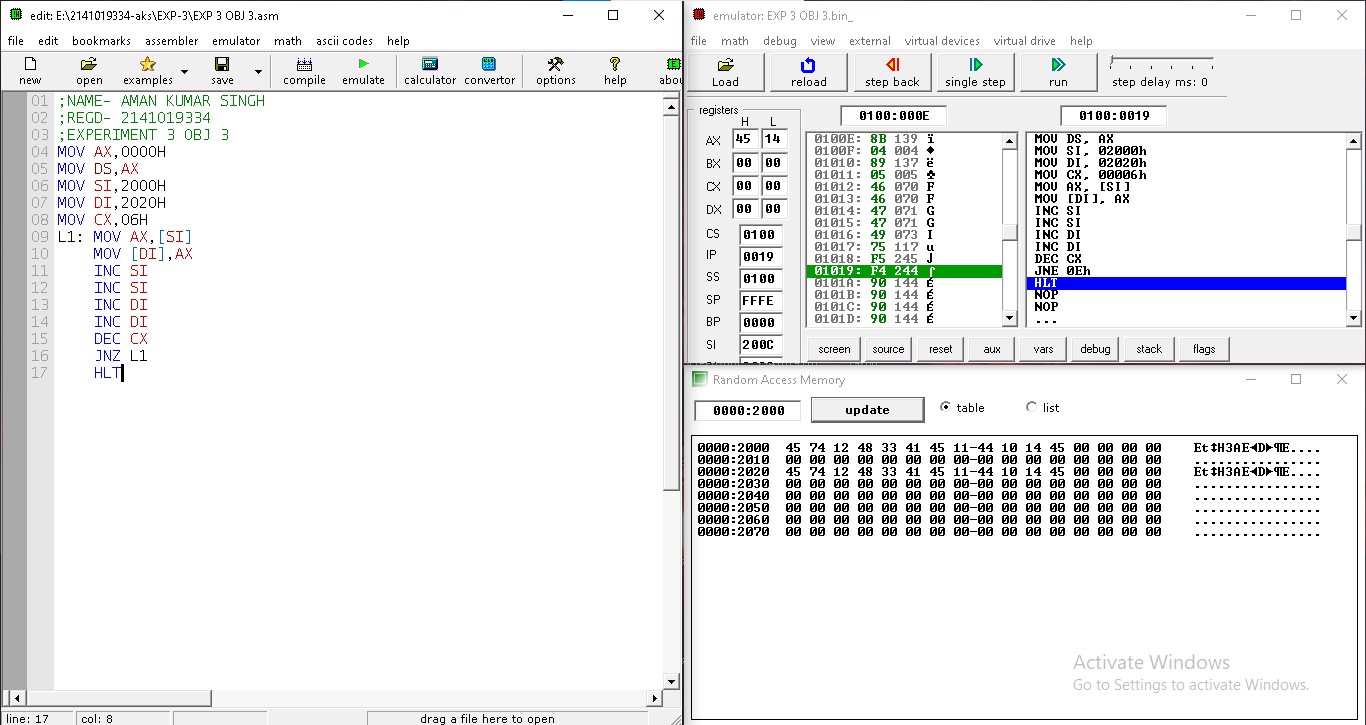 edit: E:\2141019334-aks\EXP-3\EXP 3 OBJ 3.asm
file edit bookmarks assembler emulator math ascii codes help
new open examples save compile emulate calculator convertor options help abou
01 ;NAME- AMAN KUMAR SINGH
02 ;REGD- 2141019334
03 ;EXPERIMENT 3 OBJ 3
04 MOV AX,0000H
05 MOV DS,AX
06 MOV SI,2000H
07 MOV DI,2020H
08 MOV CX,06H
09 L1: MOV AX,[SI]
10 MOV [DI],AX
11 INC SI
12 INC SI
13 INC DI
14 INC DI
15 DEC CX
16 JNZ L1
17 HLT
line: 17 col: 8 drag a file here to open
emulator: EXP 3 OBJ 3.bin_
file math debug view external virtual devices virtual drive help
Load reload step back single step run step delay ms: 0
registers
H L
AX 45 14
BX 00 00
CX 00 00
DX 00 00
CS 0100
IP 0019
SS 0100
SP FFFE
BP 0000
SI 200C
0100:000E
0100E: 8B 139 ï
0100F: 04 004 ♦
01010: 89 137 ë
01011: 05 005 ♣
01012: 46 070 F
01013: 46 070 F
01014: 47 071 G
01015: 47 071 G
01016: 49 073 I
01017: 75 117 u
01018: F5 245 ⌡
01019: F4 244 ⌠
0101A: 90 144 É
0101B: 90 144 É
0101C: 90 144 É
0101D: 90 144 É
0100:0019
MOV DS, AX
MOV SI, 02000h
MOV DI, 02020h
MOV CX, 00006h
MOV AX, [SI]
MOV [DI], AX
INC SI
INC SI
INC DI
INC DI
DEC CX
JNE 0Eh
HLT
NOP
NOP
...
screen source reset aux vars debug stack flags
Random Access Memory
0000:2000 update table list
0000:2000 45 74 12 48 33 41 45 11-44 10 14 45 00 00 00 00 Et↕H3AE◄D►¶E....
0000:2010 00 00 00 00 00 00 00 00-00 00 00 00 00 00 00 00 ................
0000:2020 45 74 12 48 33 41 45 11-44 10 14 45 00 00 00 00 Et↕H3AE◄D►¶E....
0000:2030 00 00 00 00 00 00 00 00-00 00 00 00 00 00 00 00 ................
0000:2040 00 00 00 00 00 00 00 00-00 00 00 00 00 00 00 00 ................
0000:2050 00 00 00 00 00 00 00 00-00 00 00 00 00 00 00 00 ................
0000:2060 00 00 00 00 00 00 00 00-00 00 00 00 00 00 00 00 ................
0000:2070 00 00 00 00 00 00 00 00-00 00 00 00 00 00 00 00 ................
Activate Windows
Go to Settings to activate Windows.